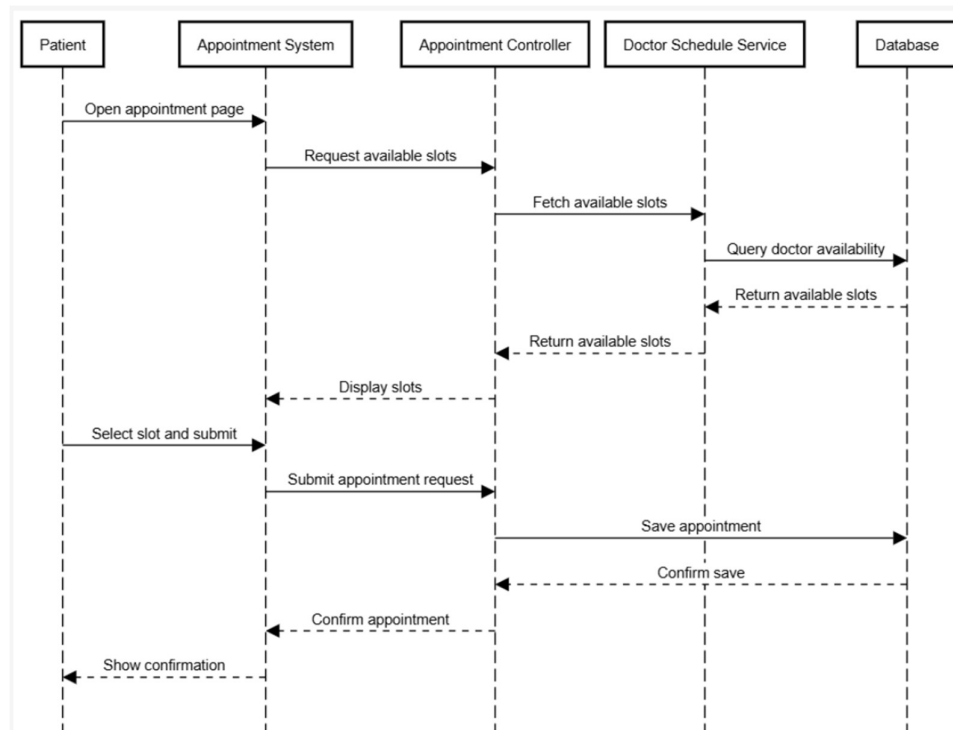 Patient
Appointment System
Appointment Controller
Doctor Schedule Service
Database
Open appointment page
Request available slots
Fetch available slots
Query doctor availability
Return available slots
Return available slots
Display slots
Select slot and submit
Submit appointment request
Save appointment
Confirm save
Confirm appointment
Show confirmation